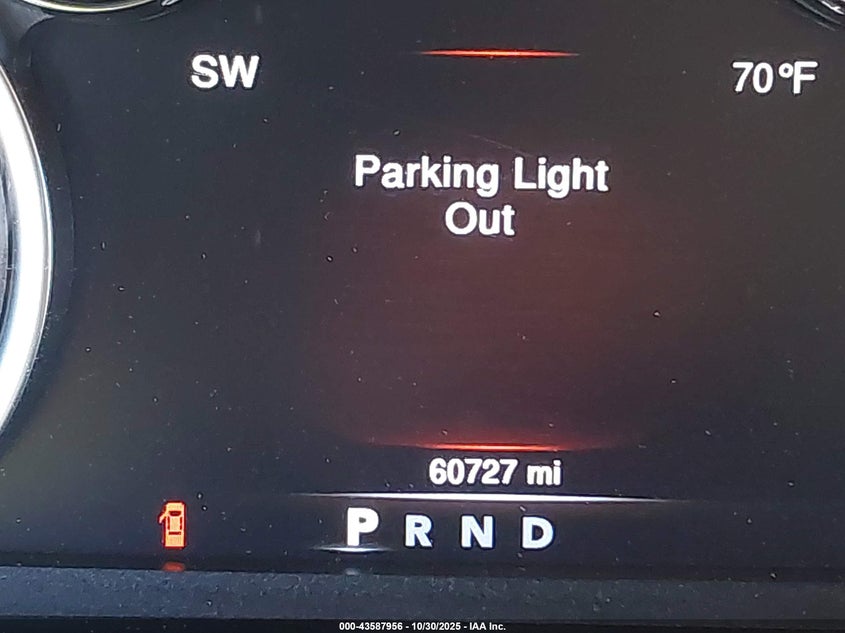 SW
70°F
Parking Light
Out
60727 mi
P R N D
000-43587956 - 10/30/2025 - IAA Inc.